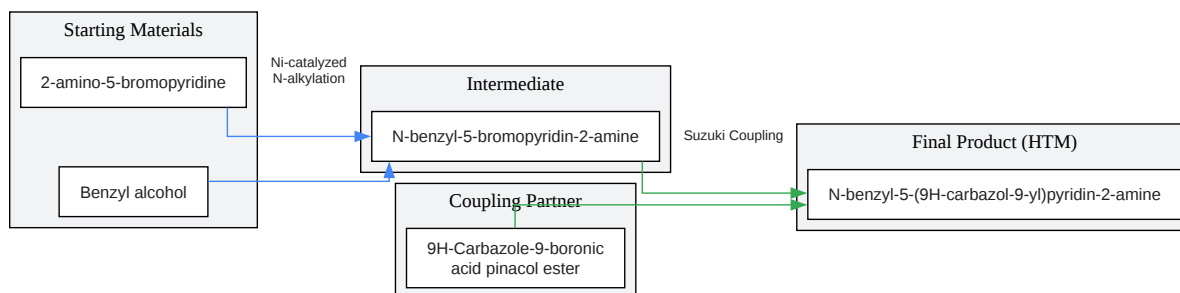 Starting Materials
2-amino-5-bromopyridine
Benzyl alcohol
Ni-catalyzed
N-alkylation
Intermediate
N-benzyl-5-bromopyridin-2-amine
Coupling Partner
9H-Carbazole-9-boronic
acid pinacol ester
Suzuki Coupling
Final Product (HTM)
N-benzyl-5-(9H-carbazol-9-yl)pyridin-2-amine